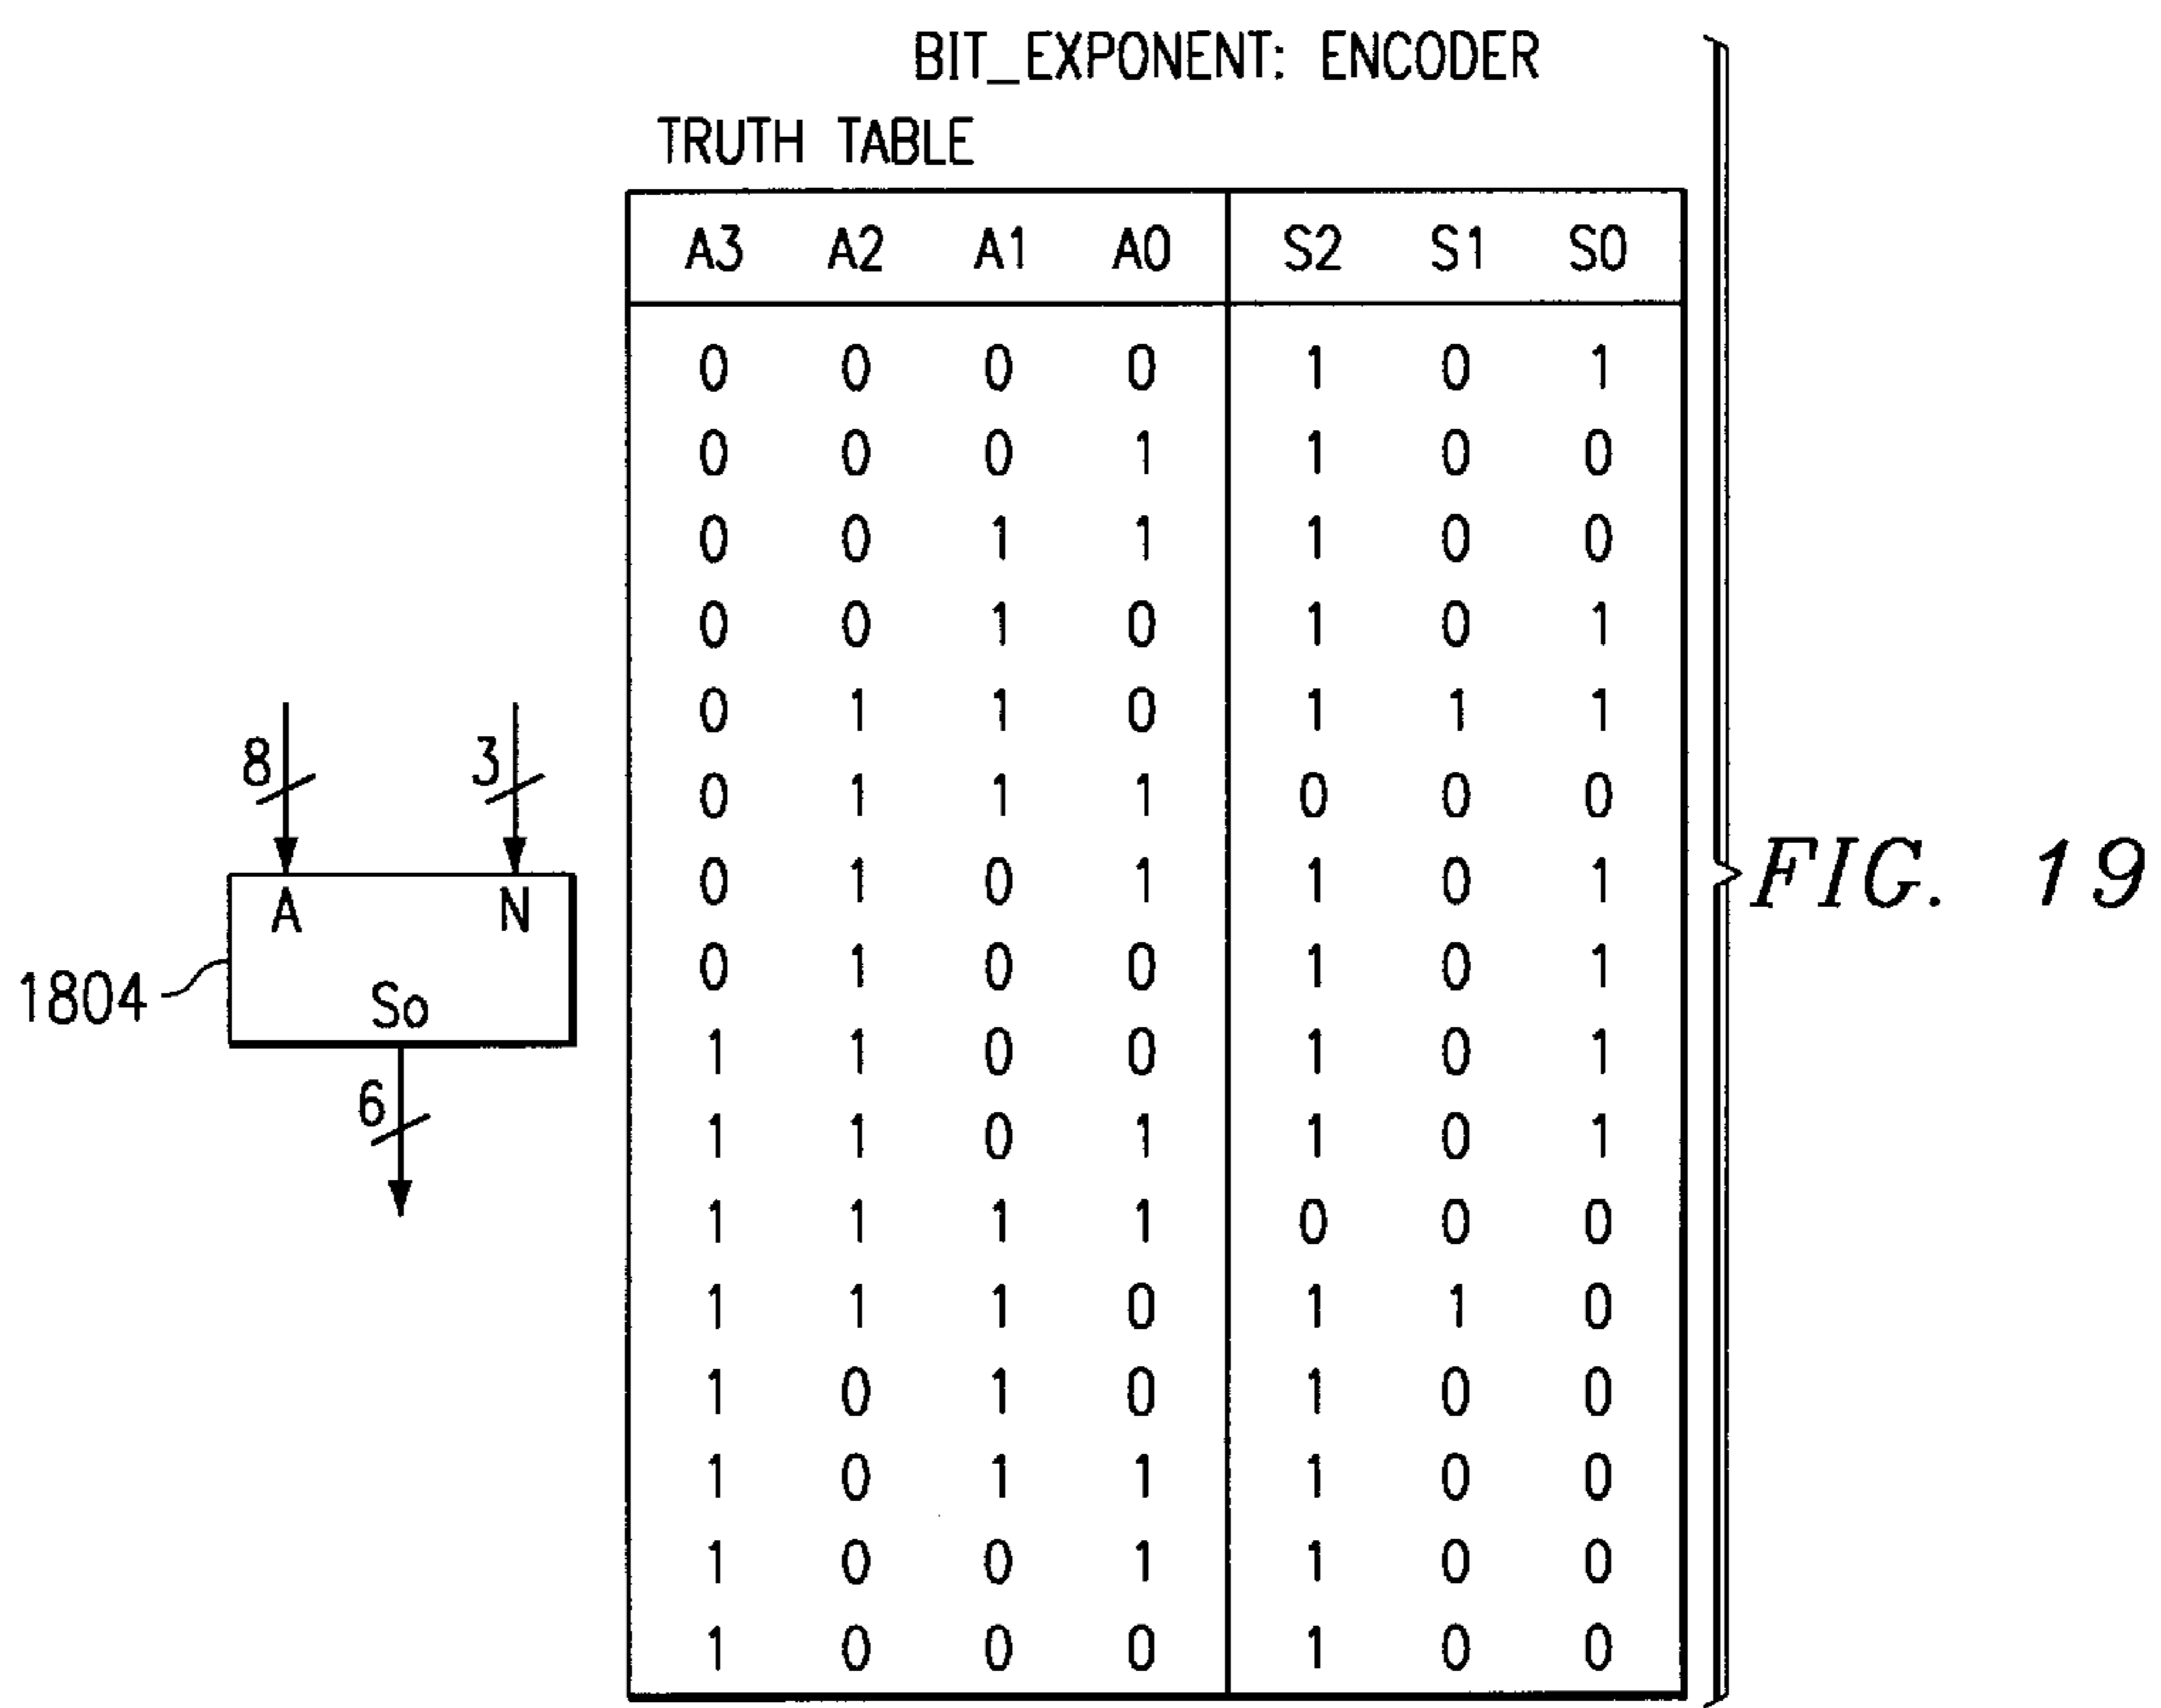 BIT_EXPONENT: ENCODER
TRUTH TABLE
A3 A2 A1 A0 S2 S1 S0
0 0 0 0 1 0 1
0 0 0 1 1 0 0
0 0 1 1 1 0 0
0 0 1 0 1 0 1
0 1 1 0 1 1 1
0 1 1 1 0 0 0
0 1 0 1 1 0 1
0 1 0 0 1 0 1
1 1 0 0 1 0 1
1 1 0 1 1 0 1
1 1 1 1 0 0 0
1 1 1 0 1 1 0
1 0 1 0 1 0 0
1 0 1 1 1 0 0
1 0 0 1 1 0 0
1 0 0 0 1 0 0
8 3
A N
1804
So
6
FIG. 19